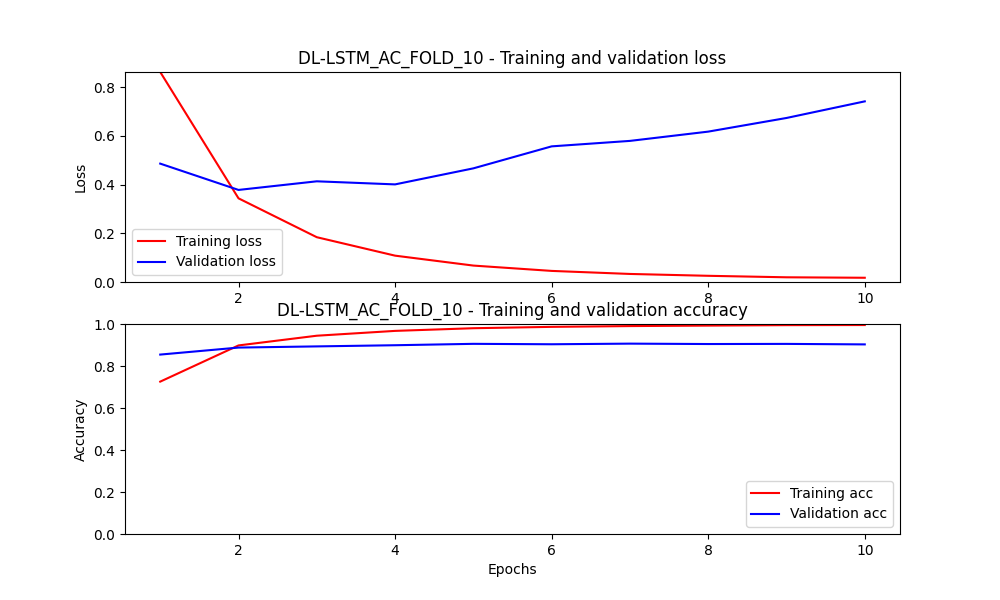 DL-LSTM_AC_FOLD_10 - Training and validation loss
0.8
0.6
0.4
0.2
0.0
Loss
Training loss
Validation loss
2 4 6 8 10
DL-LSTM_AC_FOLD_10 - Training and validation accuracy
1.0
0.8
0.6
0.4
0.2
0.0
Accuracy
Training acc
Validation acc
2 4 6 8 10
Epochs